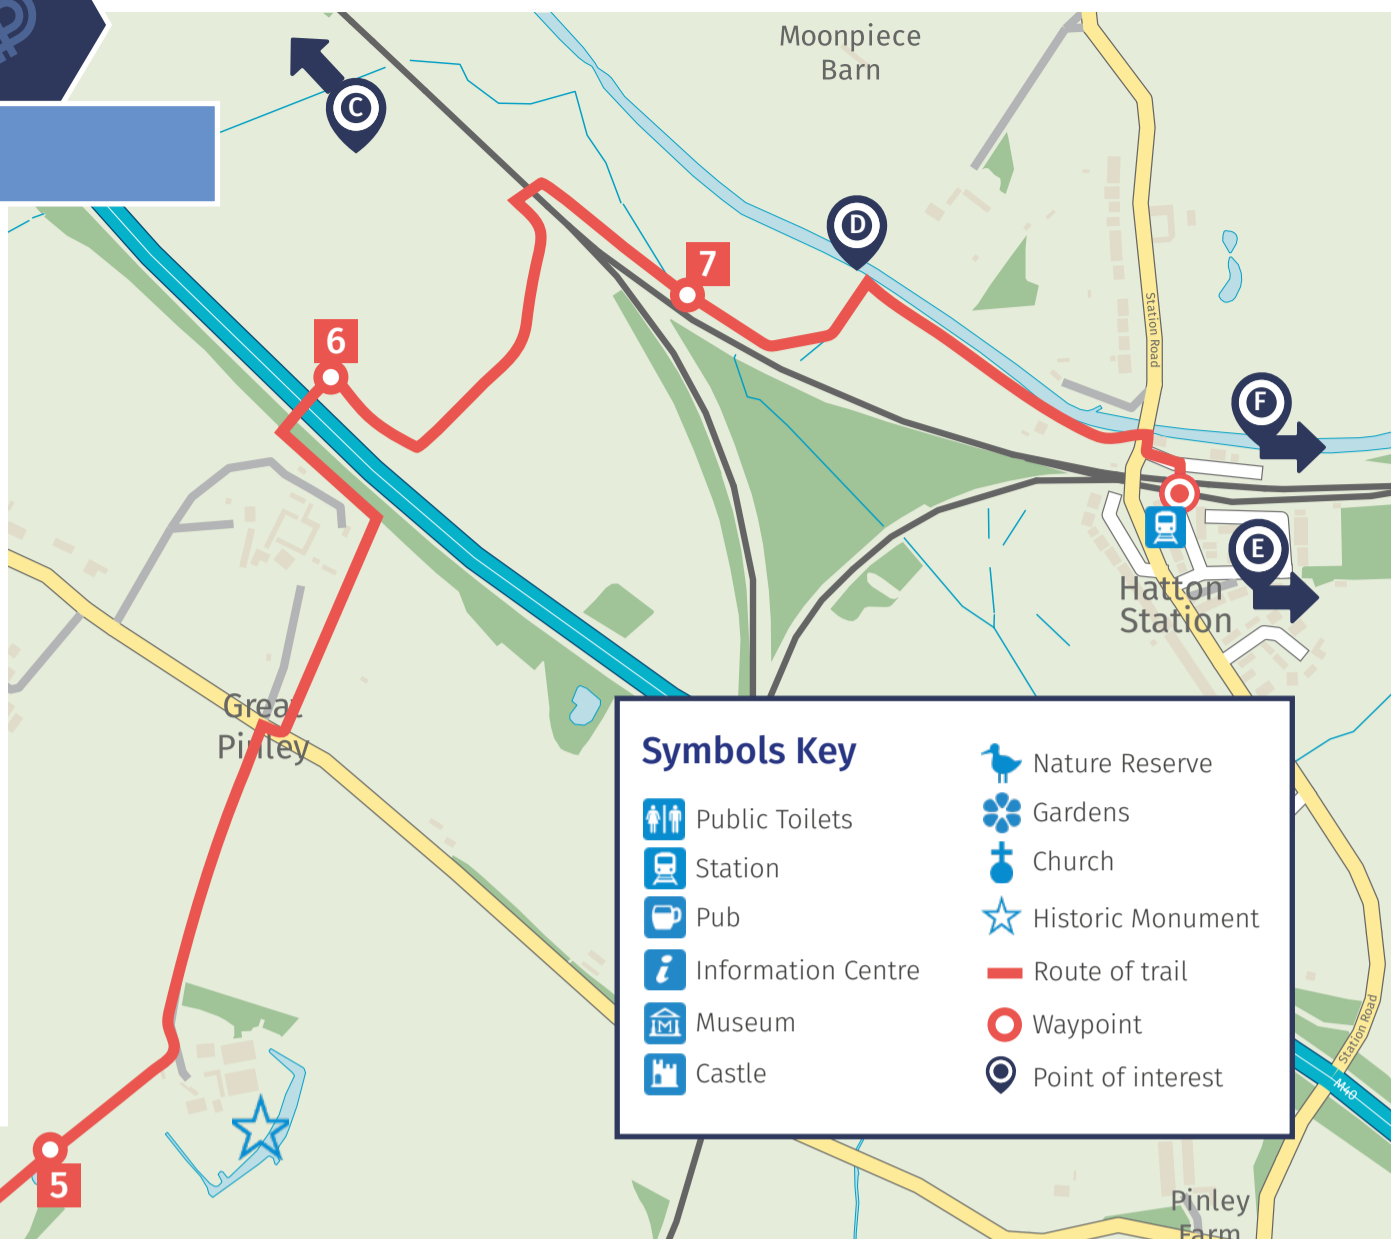 Moonpiece
Barn
C
D
7
6
Station Road
F
E
Hatton
Station
Great
Pinley
Symbols Key
Public Toilets
Station
Pub
Information Centre
Museum
Castle
Nature Reserve
Gardens
Church
Historic Monument
Route of trail
Waypoint
Point of interest
Station Road
M40
5
Pinley
Farm